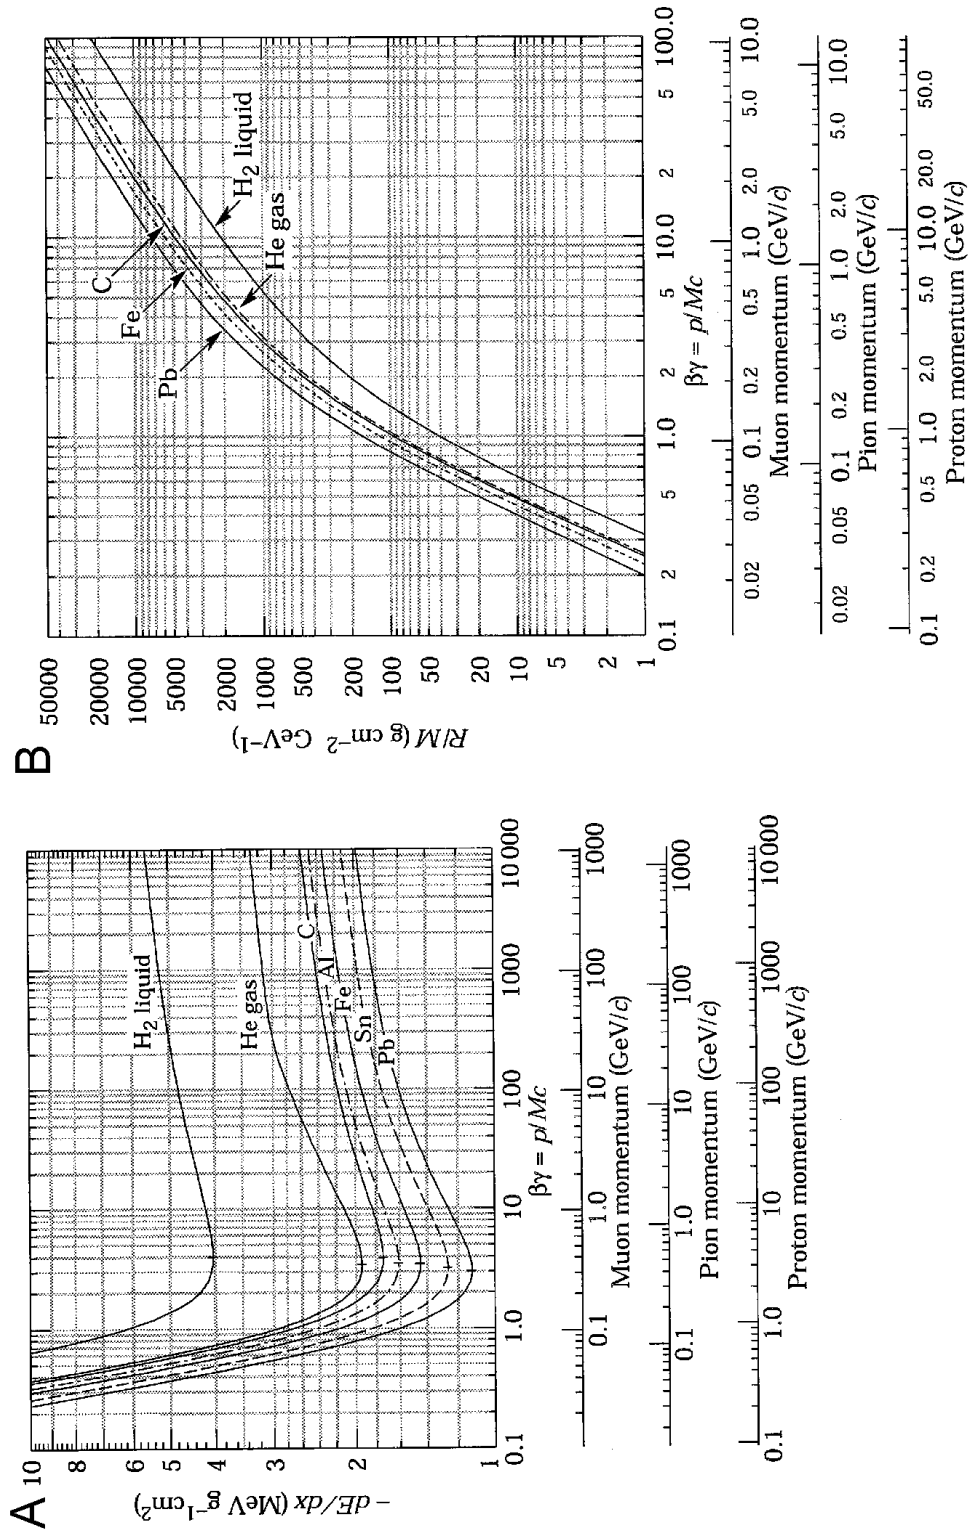 A
− dE/dx (MeV g⁻¹cm²)
10
8
6
5
4
3
2
1
H₂ liquid
He gas
C
Al
Fe
Sn
Pb
0.1 1.0 10 100 1000 10 000
βγ = p/Mc
0.1 1.0 10 100 1000
Muon momentum (GeV/c)
0.1 1.0 10 100 1000
Pion momentum (GeV/c)
0.1 1.0 10 100 1000 10 000
Proton momentum (GeV/c)
B
R/M (g cm⁻² GeV⁻¹)
50000
20000
10000
5000
2000
1000
500
200
100
50
20
10
5
2
1
C
Fe
Pb
H₂ liquid
He gas
0.1 2 5 1.0 2 5 10.0 2 5 100.0
βγ = p/Mc
0.02 0.05 0.1 0.2 0.5 1.0 2.0 5.0 10.0
Muon momentum (GeV/c)
0.02 0.05 0.1 0.2 0.5 1.0 2.0 5.0 10.0
Pion momentum (GeV/c)
0.1 0.2 0.5 1.0 2.0 5.0 10.0 20.0 50.0
Proton momentum (GeV/c)